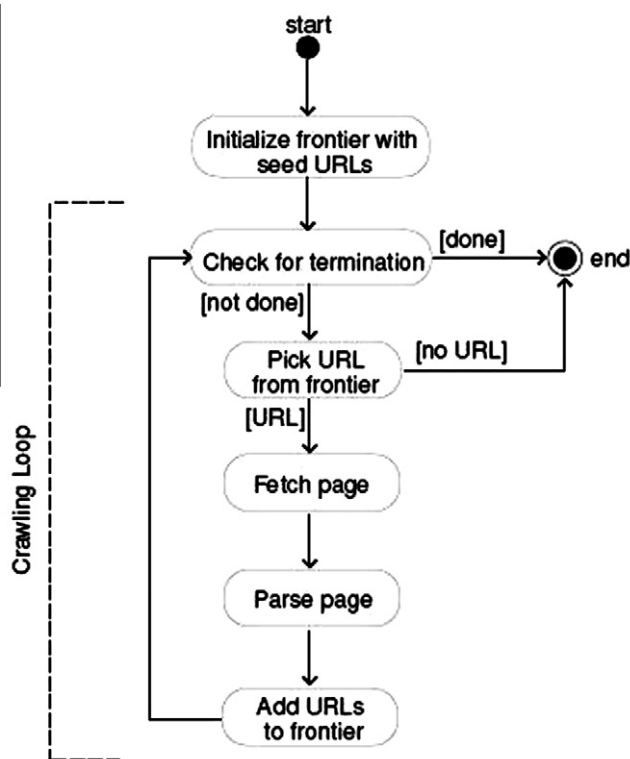 start
Initialize frontier with
seed URLs
Check for termination
[done]
end
[not done]
Pick URL
from frontier
[no URL]
[URL]
Fetch page
Parse page
Add URLs
to frontier
Crawling Loop